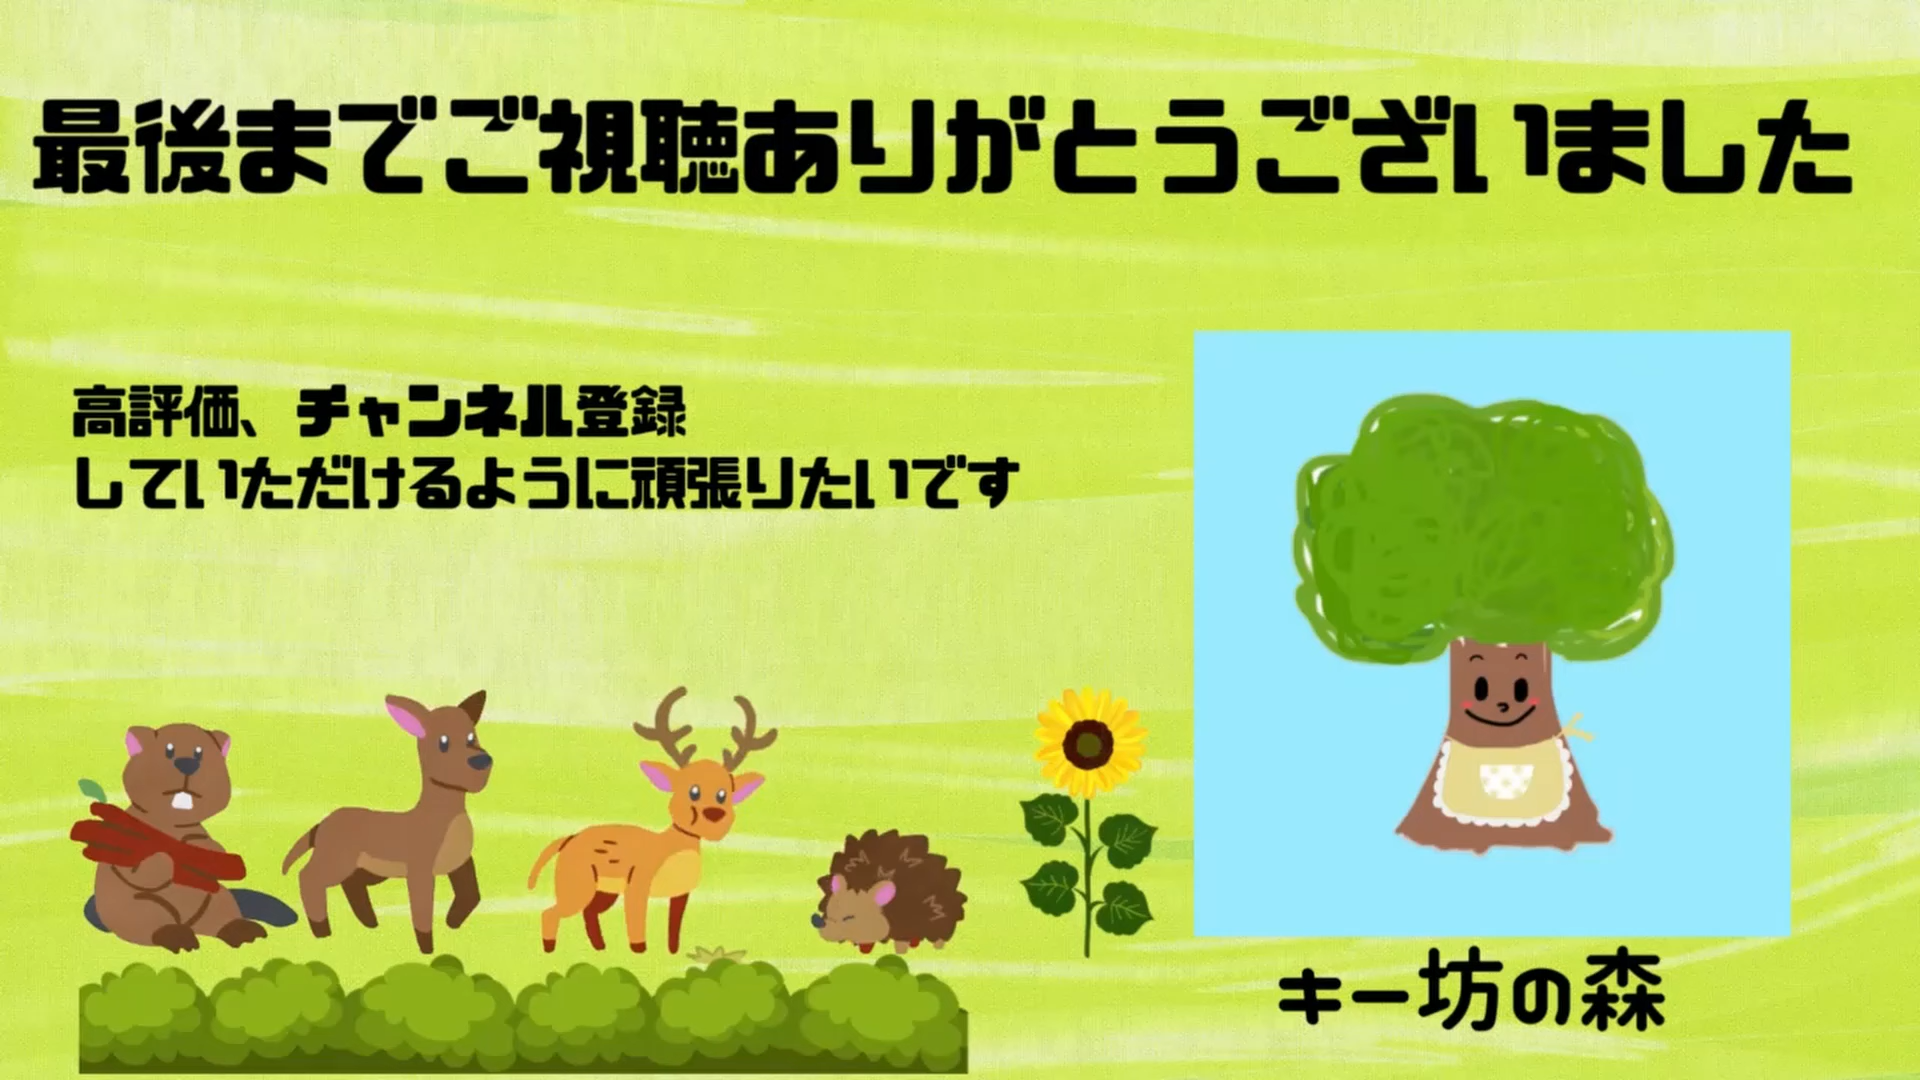 最後までご視聴ありがとうございました
高評価、チャンネル登録
していただけるように頑張りたいです
キー坊の森